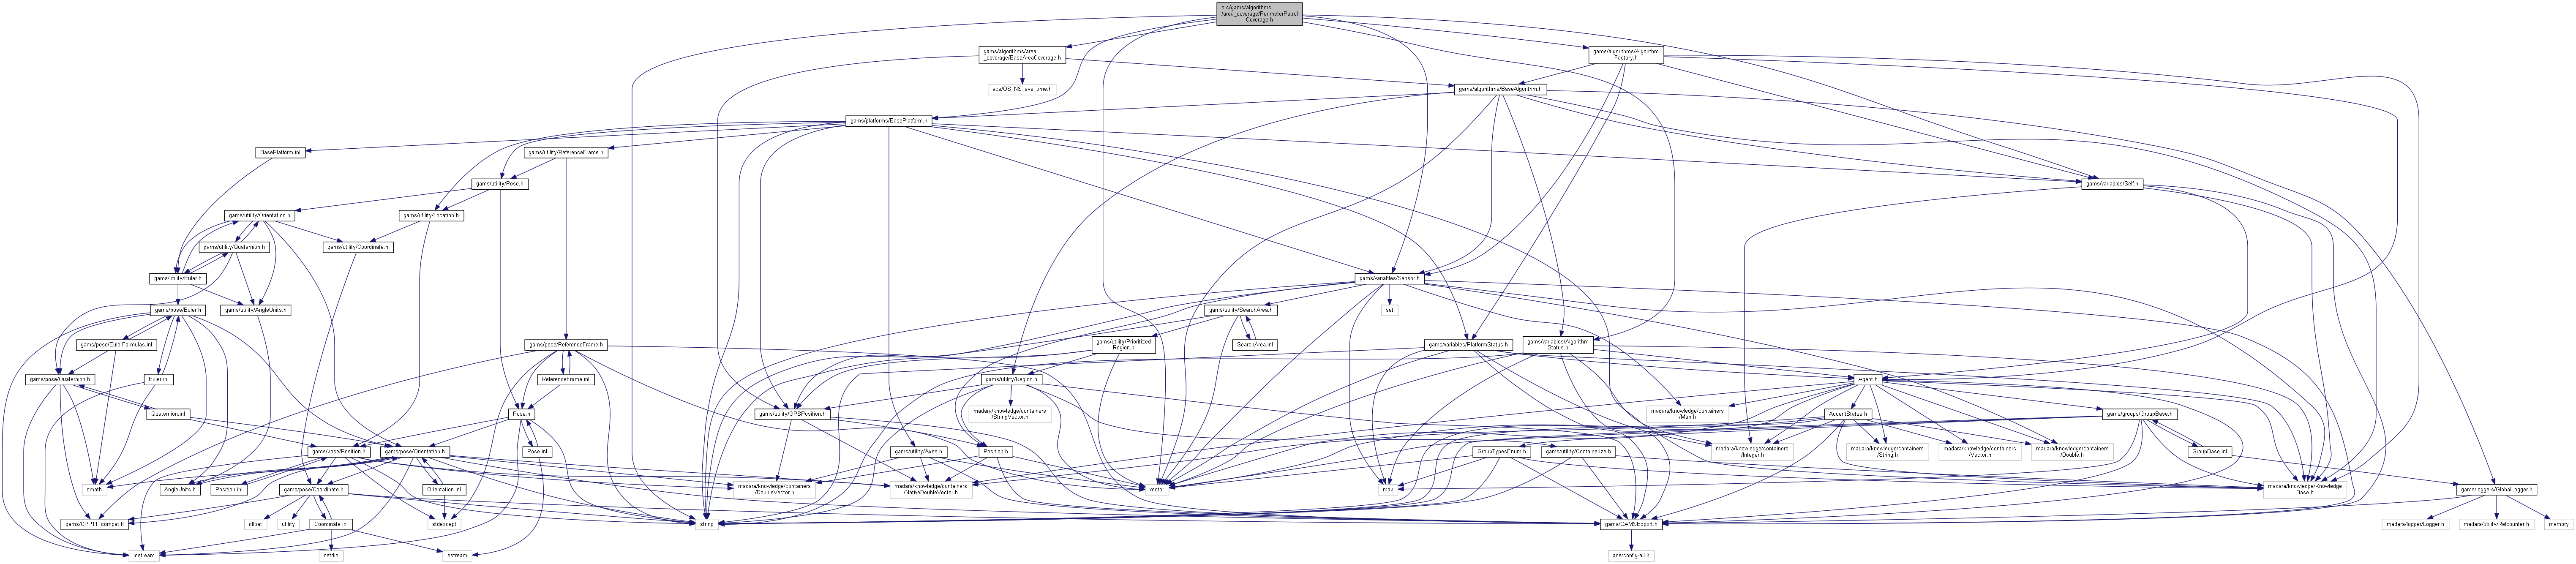 src/gams/algorithms
/area_coverage/PerimeterPatrol
Coverage.h
gams/algorithms/area
_coverage/BaseAreaCoverage.h
gams/algorithms/Algorithm
Factory.h
ace/OS_NS_sys_time.h
gams/algorithms/BaseAlgorithm.h
gams/platforms/BasePlatform.h
BasePlatform.inl
gams/utility/ReferenceFrame.h
gams/utility/Pose.h
gams/variables/Self.h
gams/utility/Orientation.h
gams/utility/Location.h
gams/utility/Quaternion.h
gams/utility/Coordinate.h
gams/utility/Euler.h
gams/variables/Sensor.h
gams/pose/Euler.h
gams/utility/AngleUnits.h
gams/utility/SearchArea.h
set
gams/pose/EulerFormulas.inl
gams/pose/ReferenceFrame.h
gams/utility/Prioritized
Region.h
SearchArea.inl
gams/variables/PlatformStatus.h
gams/variables/Algorithm
Status.h
gams/pose/Quaternion.h
Euler.inl
ReferenceFrame.inl
gams/utility/Region.h
Agent.h
Quaternion.inl
Pose.h
gams/utility/GPSPosition.h
madara/knowledge/containers
/StringVector.h
madara/knowledge/containers
/Map.h
AccentStatus.h
gams/groups/GroupBase.h
gams/pose/Position.h
gams/pose/Orientation.h
Pose.inl
gams/utility/Axes.h
Position.h
GroupTypesEnum.h
gams/utility/Containerize.h
madara/knowledge/containers
/Integer.h
madara/knowledge/containers
/String.h
madara/knowledge/containers
/Vector.h
madara/knowledge/containers
/Double.h
GroupBase.inl
cmath
AngleUnits.h
Position.inl
gams/pose/Coordinate.h
Orientation.inl
madara/knowledge/containers
/DoubleVector.h
madara/knowledge/containers
/NativeDoubleVector.h
vector
map
madara/knowledge/Knowledge
Base.h
gams/loggers/GlobalLogger.h
gams/CPP11_compat.h
cfloat
utility
Coordinate.inl
stdexcept
string
gams/GAMSExport.h
madara/logger/Logger.h
madara/utility/Refcounter.h
memory
iostream
cstdio
sstream
ace/config-all.h